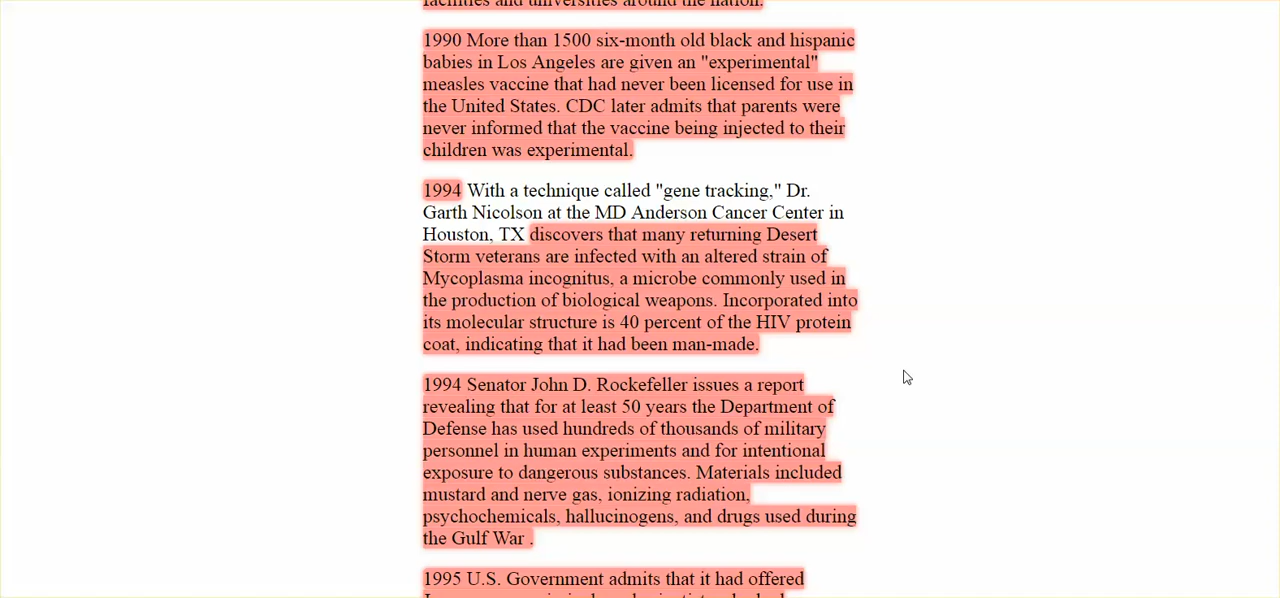 facilities and universities around the nation.
1990 More than 1500 six-month old black and hispanic
babies in Los Angeles are given an "experimental"
measles vaccine that had never been licensed for use in
the United States. CDC later admits that parents were
never informed that the vaccine being injected to their
children was experimental.
1994 With a technique called "gene tracking," Dr.
Garth Nicolson at the MD Anderson Cancer Center in
Houston, TX discovers that many returning Desert
Storm veterans are infected with an altered strain of
Mycoplasma incognitus, a microbe commonly used in
the production of biological weapons. Incorporated into
its molecular structure is 40 percent of the HIV protein
coat, indicating that it had been man-made.
1994 Senator John D. Rockefeller issues a report
revealing that for at least 50 years the Department of
Defense has used hundreds of thousands of military
personnel in human experiments and for intentional
exposure to dangerous substances. Materials included
mustard and nerve gas, ionizing radiation,
psychochemicals, hallucinogens, and drugs used during
the Gulf War .
1995 U.S. Government admits that it had offered